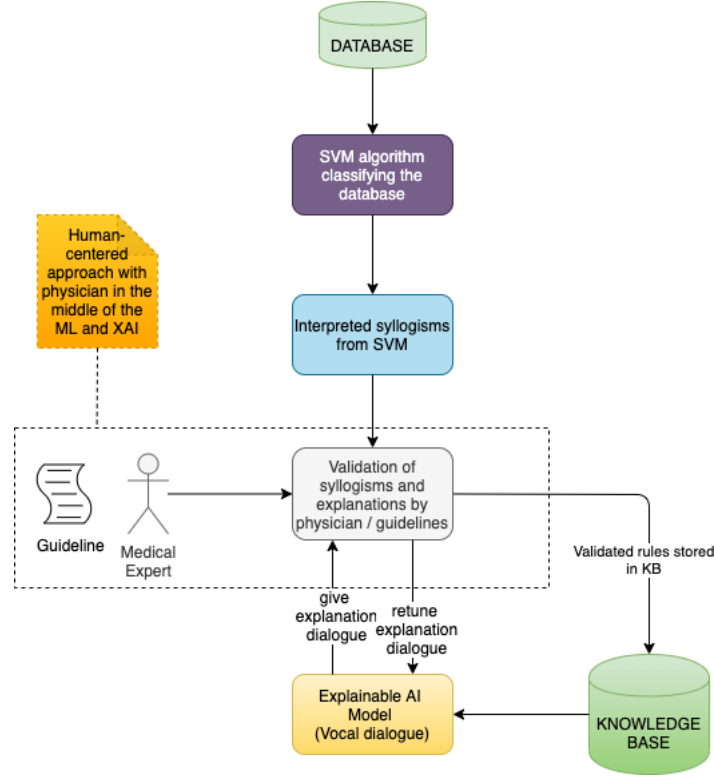 DATABASE
SVM algorithm
classifying the
database
Human-
centered
approach with
physician in the
middle of the
ML and XAI
Interpreted syllogisms
from SVM
Validation of
syllogisms and
explanations by
physician / guidelines
Guideline
Medical
Expert
Validated rules stored
in KB
give
explanation
dialogue
retune
explanation
dialogue
Explainable AI
Model
(Vocal dialogue)
KNOWLEDGE
BASE